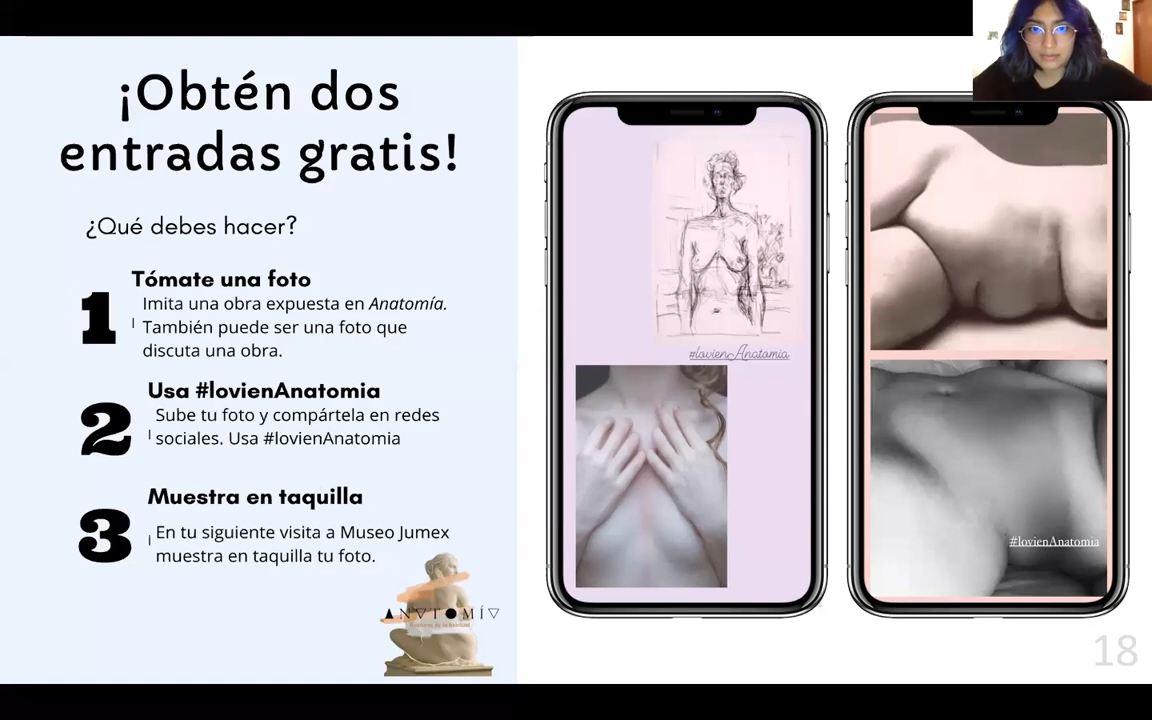 ¡Obtén dos
entradas gratis!
¿Qué debes hacer?
1
Tómate una foto
Imita una obra expuesta en Anatomía.
También puede ser una foto que
discuta una obra.
2
Usa #lovienAnatomia
Sube tu foto y compártela en redes
sociales. Usa #lovienAnatomia
3
Muestra en taquilla
En tu siguiente visita a Museo Jumex
muestra en taquilla tu foto.
#lovienAnatomia
#lovienAnatomia
18